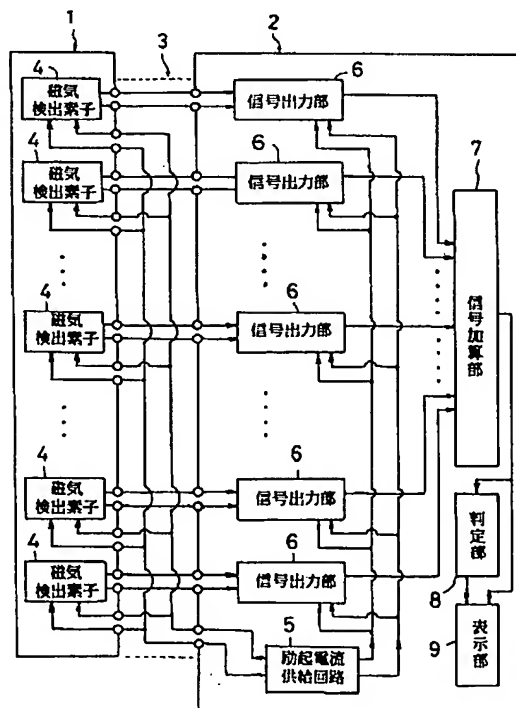 1
3
2
4
磁気
検出素子
6
信号出力部
4
磁気
検出素子
6
信号出力部
7
信号加算部
4
磁気
検出素子
6
信号出力部
4
磁気
検出素子
6
信号出力部
4
磁気
検出素子
6
信号出力部
判定部
8
5
励起電流
供給回路
9
表示部